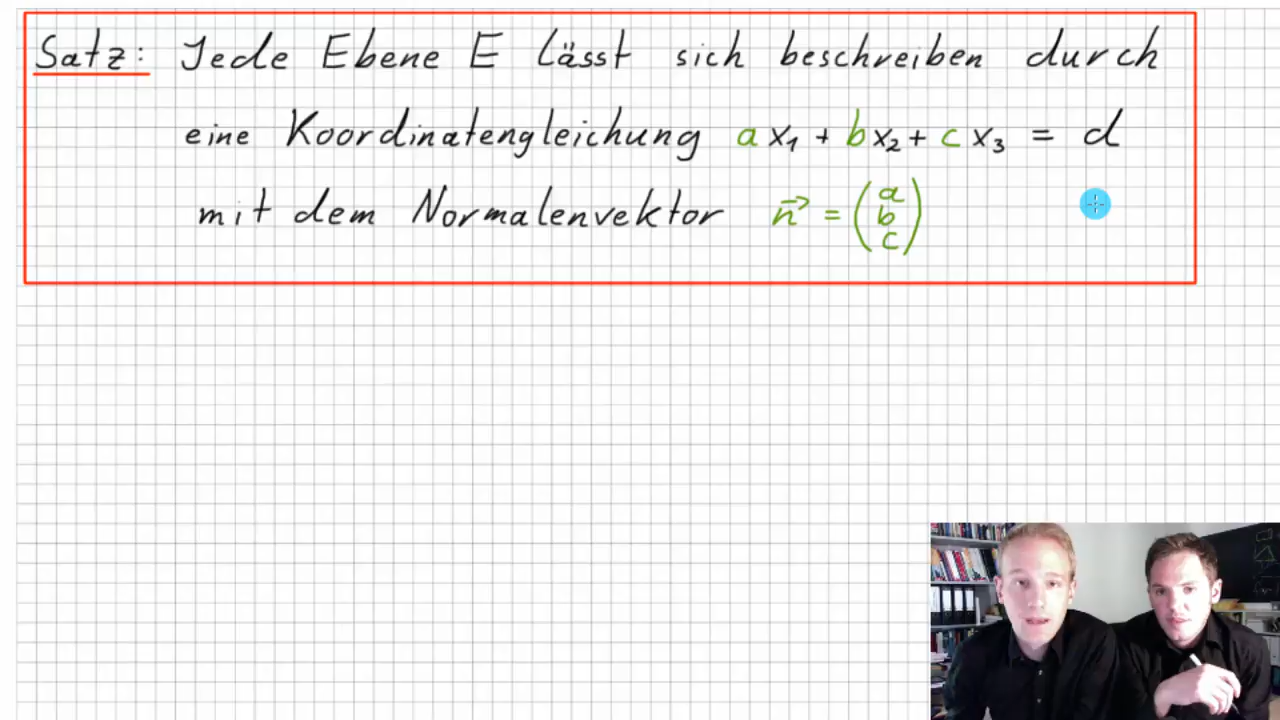 Satz: Jede Ebene E lässt sich beschreiben durch
eine Koordinatengleichung ax₁ + bx₂ + cx₃ = d
mit dem Normalenvektor n⃗ = (a b c)